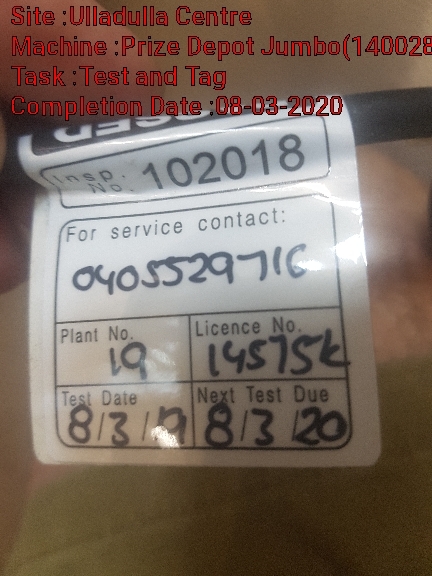 Site :Ulladulla Centre
Machine :Prize Depot Jumbo(140028
Task :Test and Tag
Completion Date :08-03-2020
Insp. No. 102018
For service contact:
0405529716
Plant No. Licence No.
19 14575K
Test Date Next Test Due
8/3/19 8/3/20